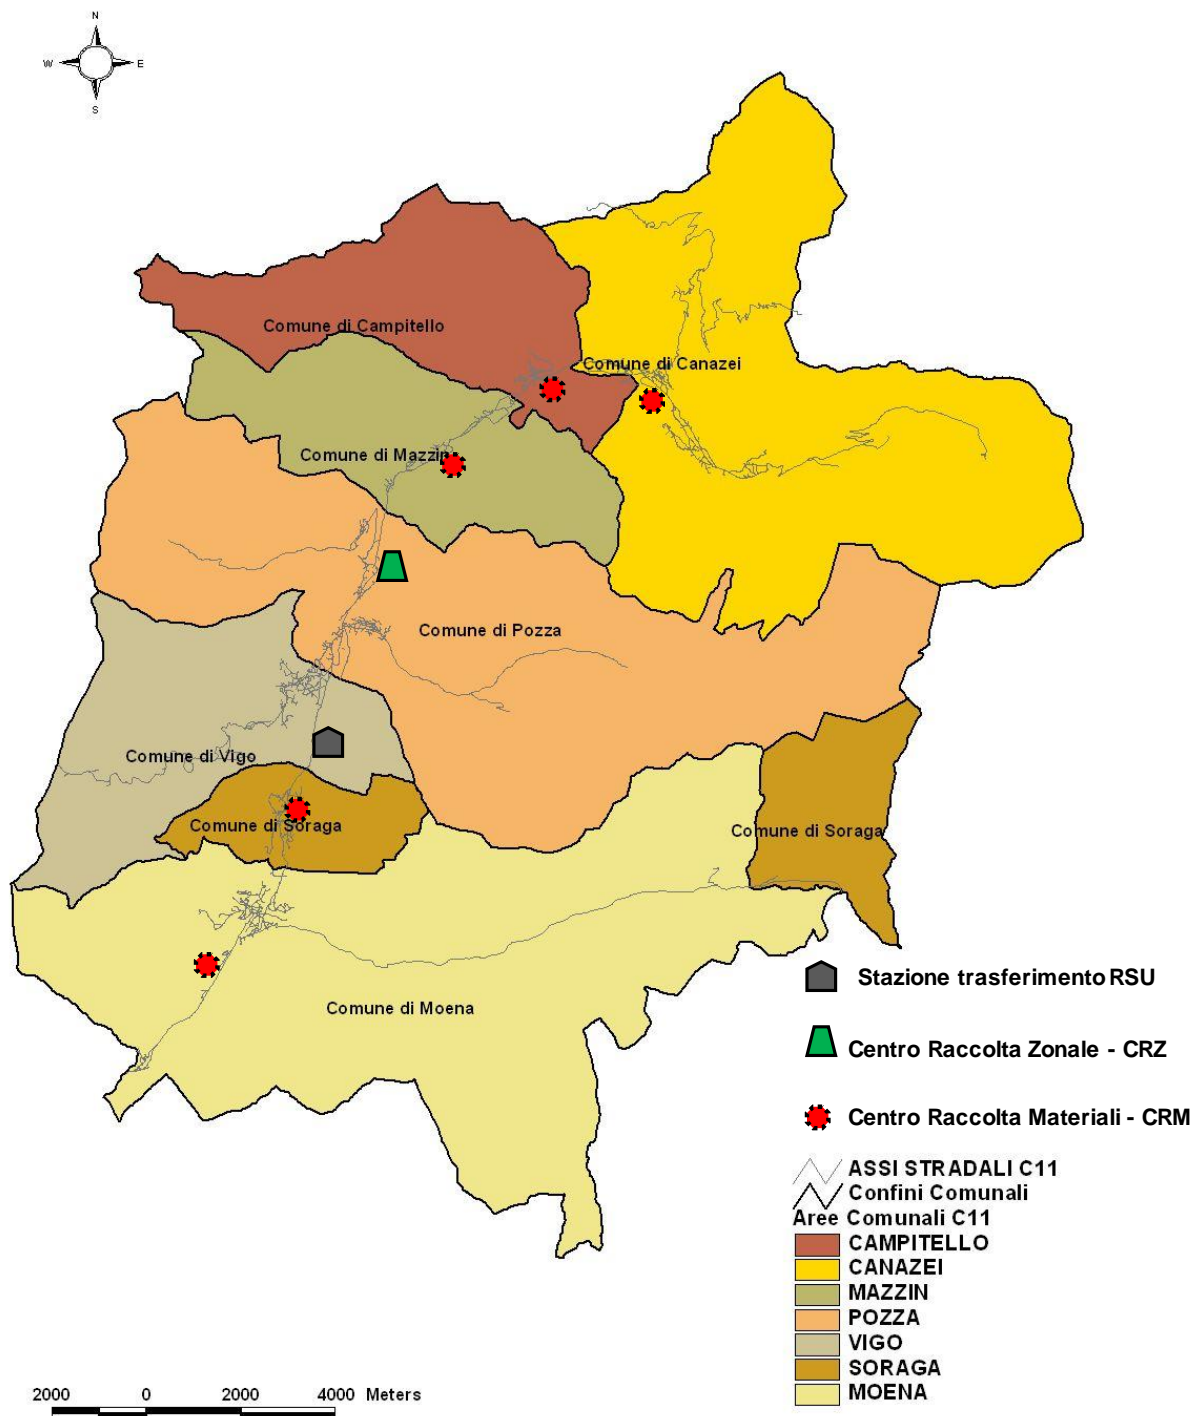 N
W E
S
Comune di Campitello
Comune di Canazei
Comune di Mazzin
Comune di Pozza
Comune di Vigo
Comune di Soraga
Comune di Soraga
Comune di Moena
Stazione trasferimento RSU
Centro Raccolta Zonale - CRZ
Centro Raccolta Materiali - CRM
ASSI STRADALI C11
Confini Comunali
Aree Comunali C11
CAMPITELLO
CANAZEI
MAZZIN
POZZA
VIGO
SORAGA
MOENA
2000 0 2000 4000 Meters